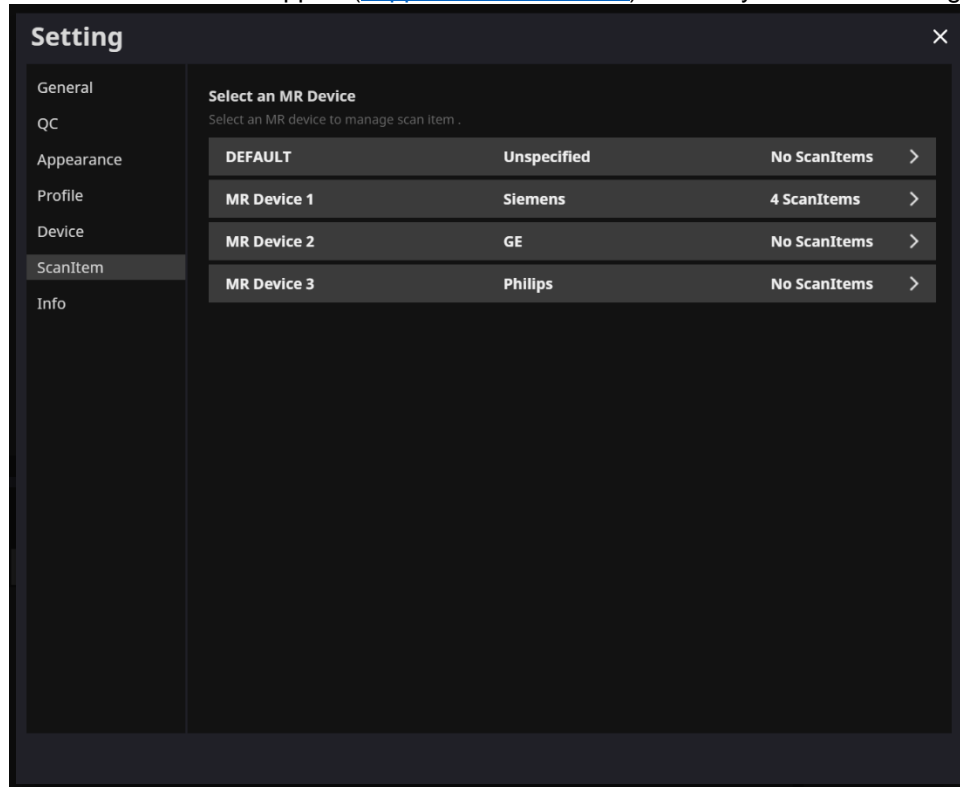 Setting
General
QC
Appearance
Profile
Device
ScanItem
Info
Select an MR Device
Select an MR device to manage scan item .
DEFAULT Unspecified No ScanItems
MR Device 1 Siemens 4 ScanItems
MR Device 2 GE No ScanItems
MR Device 3 Philips No ScanItems